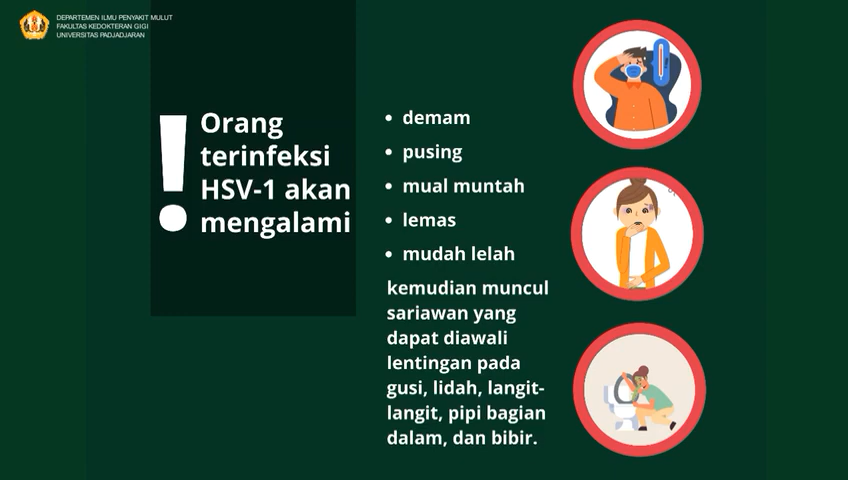 DEPARTEMEN ILMU PENYAKIT MULUT
FAKULTAS KEDOKTERAN GIGI
UNIVERSITAS PADJADJARAN
!
Orang
terinfeksi
HSV-1 akan
mengalami
• demam
• pusing
• mual muntah
• lemas
• mudah lelah
kemudian muncul
sariawan yang
dapat diawali
lentingan pada
gusi, lidah, langit-
langit, pipi bagian
dalam, dan bibir.